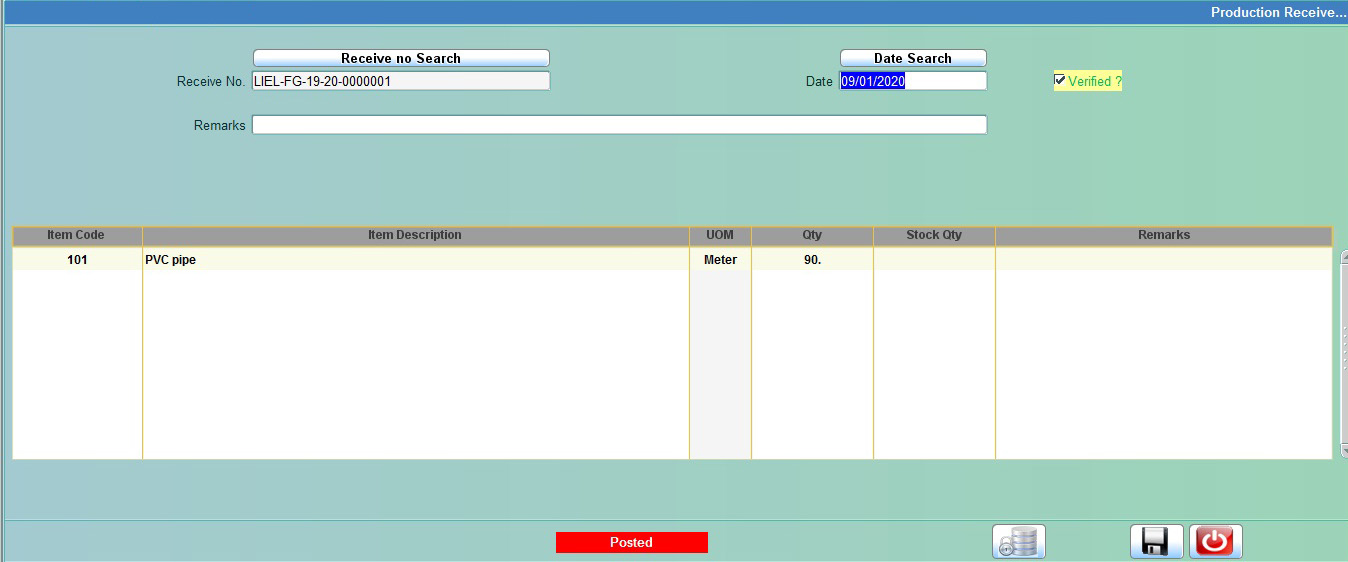 Production Receive...
Receive no Search Date Search
Receive No. LIEL-FG-19-20-0000001 Date 09/01/2020 Verified ?
Remarks
Item Code Item Description UOM Qty Stock Qty Remarks
101 PVC pipe Meter 90.
Posted